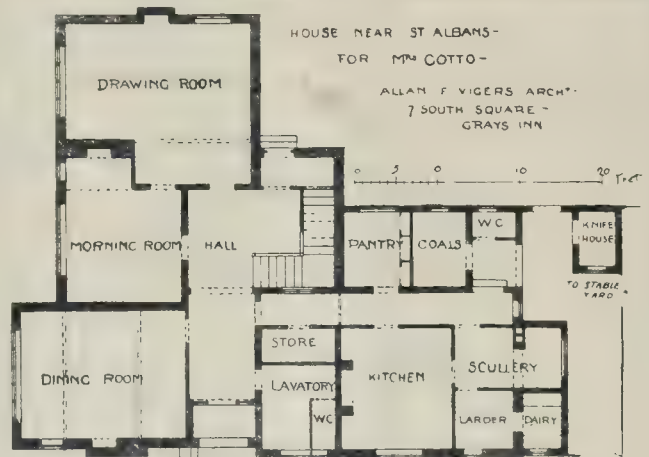 HOUSE NEAR ST ALBANS-
FOR MRS COTTO-
ALLAN F VIGERS ARCHT.
7 SOUTH SQUARE-
GRAYS INN
0 5 0 10 20 Feet
DRAWING ROOM
MORNING ROOM
HALL
PANTRY
COALS
WC
KNIFE
HOUSE
TO STABLE
YARD
DINING ROOM
STORE
LAVATORY
WC
KITCHEN
SCULLERY
LARDER
DAIRY